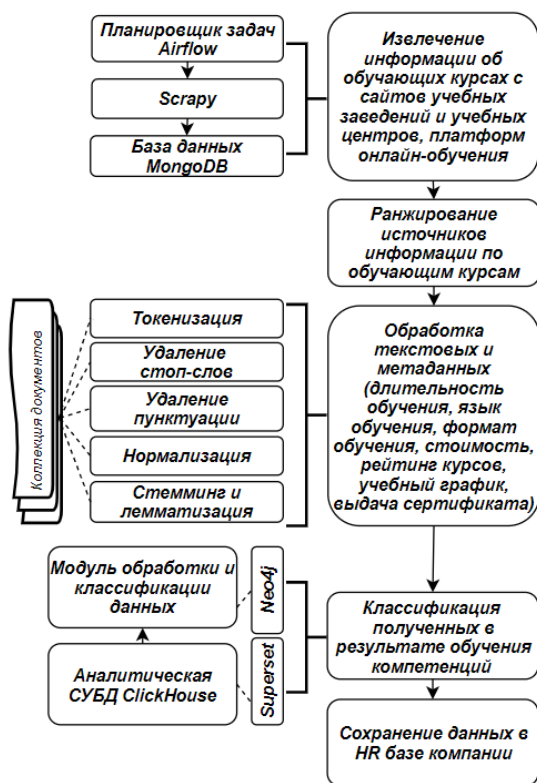 Планировщик задач
Airflow
Scrapy
База данных
MongoDB
Извлечение
информации об
обучающих курсах с
сайтов учебных
заведений и учебных
центров, платформ
онлайн-обучения
Ранжирование
источников
информации по
обучающим курсам
Коллекция документов
Токенизация
Удаление
стоп-слов
Удаление
пунктуации
Нормализация
Стемминг и
лемматизация
Обработка
текстовых и
метаданных
(длительность
обучения, язык
обучения, формат
обучения, стоимость,
рейтинг курсов,
учебный график,
выдача сертификата)
Модуль обработки и
классификации
данных
Neo4j
Аналитическая
СУБД ClickHouse
Superset
Классификация
полученных в
результате обучения
компетенций
Сохранение данных в
HR базе компании